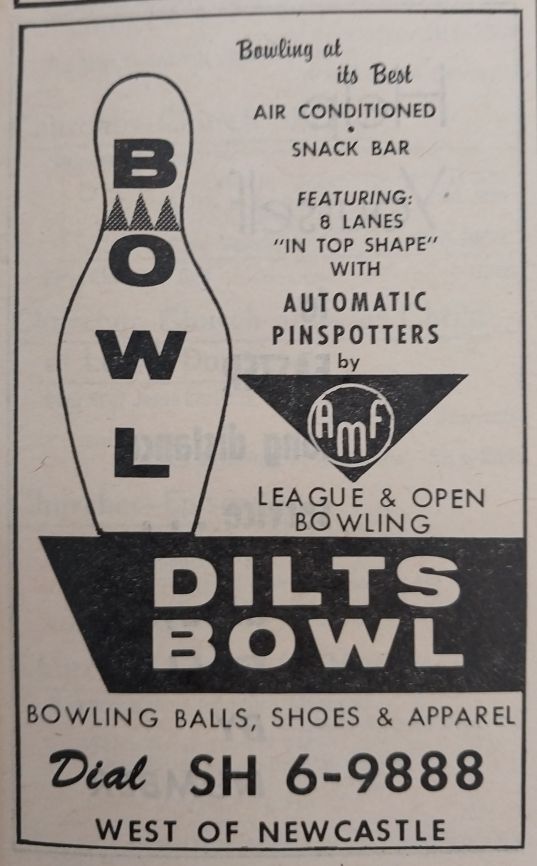 Bowling at
its Best
AIR CONDITIONED
SNACK BAR
FEATURING:
8 LANES
"IN TOP SHAPE"
WITH
AUTOMATIC
PINSPOTTERS
by
AMF
LEAGUE & OPEN
BOWLING
BOWL
DILTS
BOWL
BOWLING BALLS, SHOES & APPAREL
Dial SH 6-9888
WEST OF NEWCASTLE